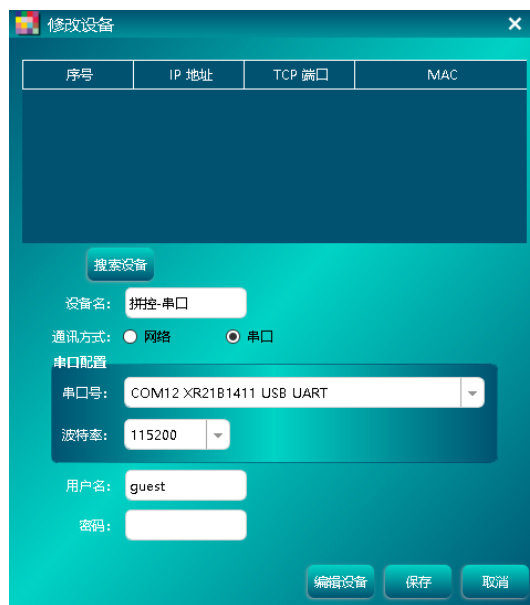 修改设备
序号 IP 地址 TCP 端口 MAC
搜索设备
设备名: 拼控-串口
通讯方式: 网络 串口
串口配置
串口号: COM12 XR21B1411 USB UART
波特率: 115200
用户名: guest
密码:
编辑设备 保存 取消